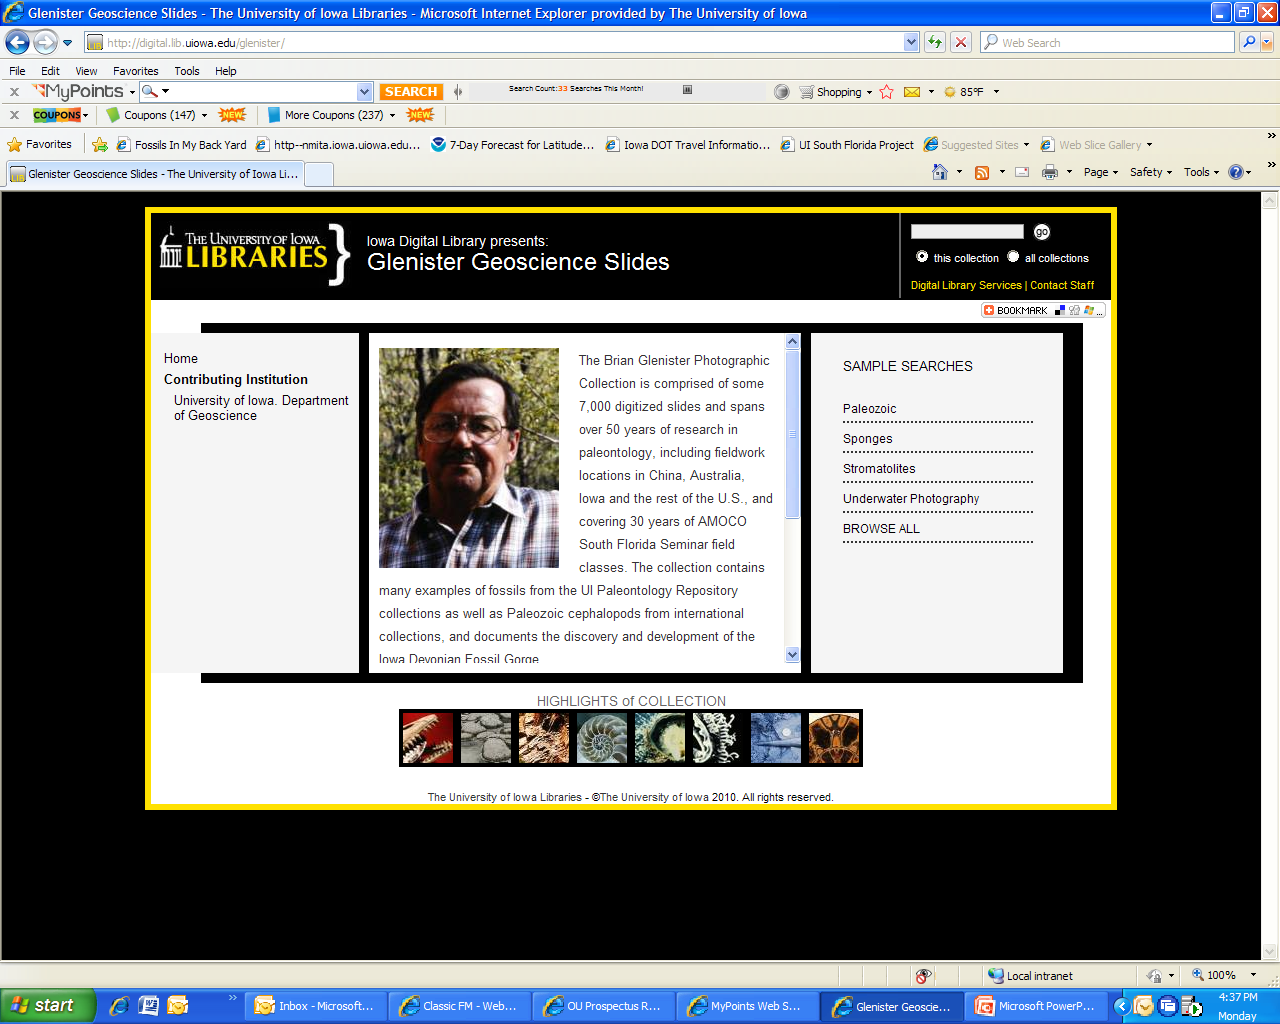 Glenister Geoscience Slides - The University of Iowa Libraries - Microsoft Internet Explorer provided by The University of Iowa
http://digital.lib.uiowa.edu/glenister/
Web Search
File Edit View Favorites Tools Help
x MyPoints SEARCH Search Count:33 Searches This Month! Shopping 85°F
x COUPONS Coupons (147) NEW More Coupons (237) NEW
Favorites Fossils In My Back Yard http--nmita.iowa.uiowa.edu... 7-Day Forecast for Latitude... Iowa DOT Travel Informatio... UI South Florida Project Suggested Sites Web Slice Gallery »
Glenister Geoscience Slides - The University of Iowa Li... Page Safety Tools »
THE UNIVERSITY OF IOWA
LIBRARIES
Iowa Digital Library presents:
Glenister Geoscience Slides
go
this collection all collections
Digital Library Services | Contact Staff
BOOKMARK ...
Home
Contributing Institution
University of Iowa. Department
of Geoscience
The Brian Glenister Photographic
Collection is comprised of some
7,000 digitized slides and spans
over 50 years of research in
paleontology, including fieldwork
locations in China, Australia,
Iowa and the rest of the U.S., and
covering 30 years of AMOCO
South Florida Seminar field
classes. The collection contains
many examples of fossils from the UI Paleontology Repository
collections as well as Paleozoic cephalopods from international
collections, and documents the discovery and development of the
Iowa Devonian Fossil Gorge
SAMPLE SEARCHES
Paleozoic
Sponges
Stromatolites
Underwater Photography
BROWSE ALL
HIGHLIGHTS of COLLECTION
The University of Iowa Libraries - ©The University of Iowa 2010. All rights reserved.
Local intranet 100%
start » Inbox - Microsoft... Classic FM - Web... OU Prospectus R... MyPoints Web S... Glenister Geoscie... Microsoft PowerP... 4:37 PM
Monday